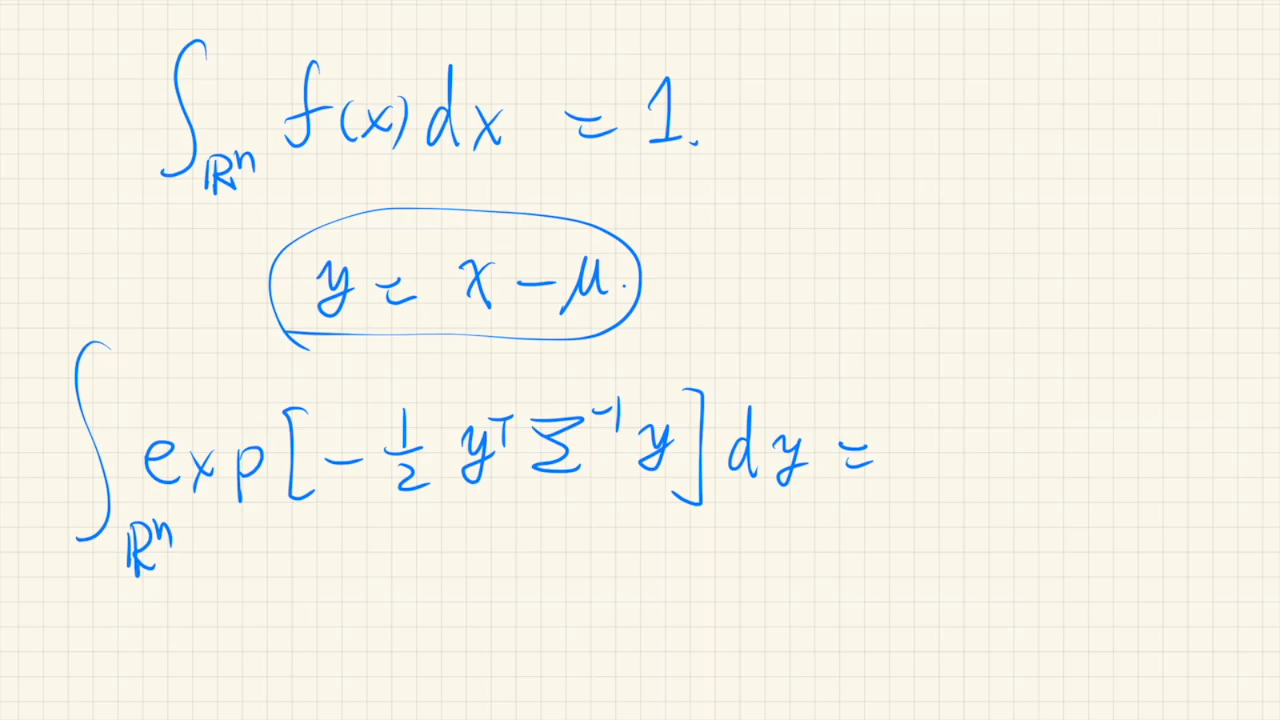 ∫_{ℝⁿ} f(x) dx = 1.
y = x − μ.
∫_{ℝⁿ} exp[−½ yᵀ Σ⁻¹ y] dy =